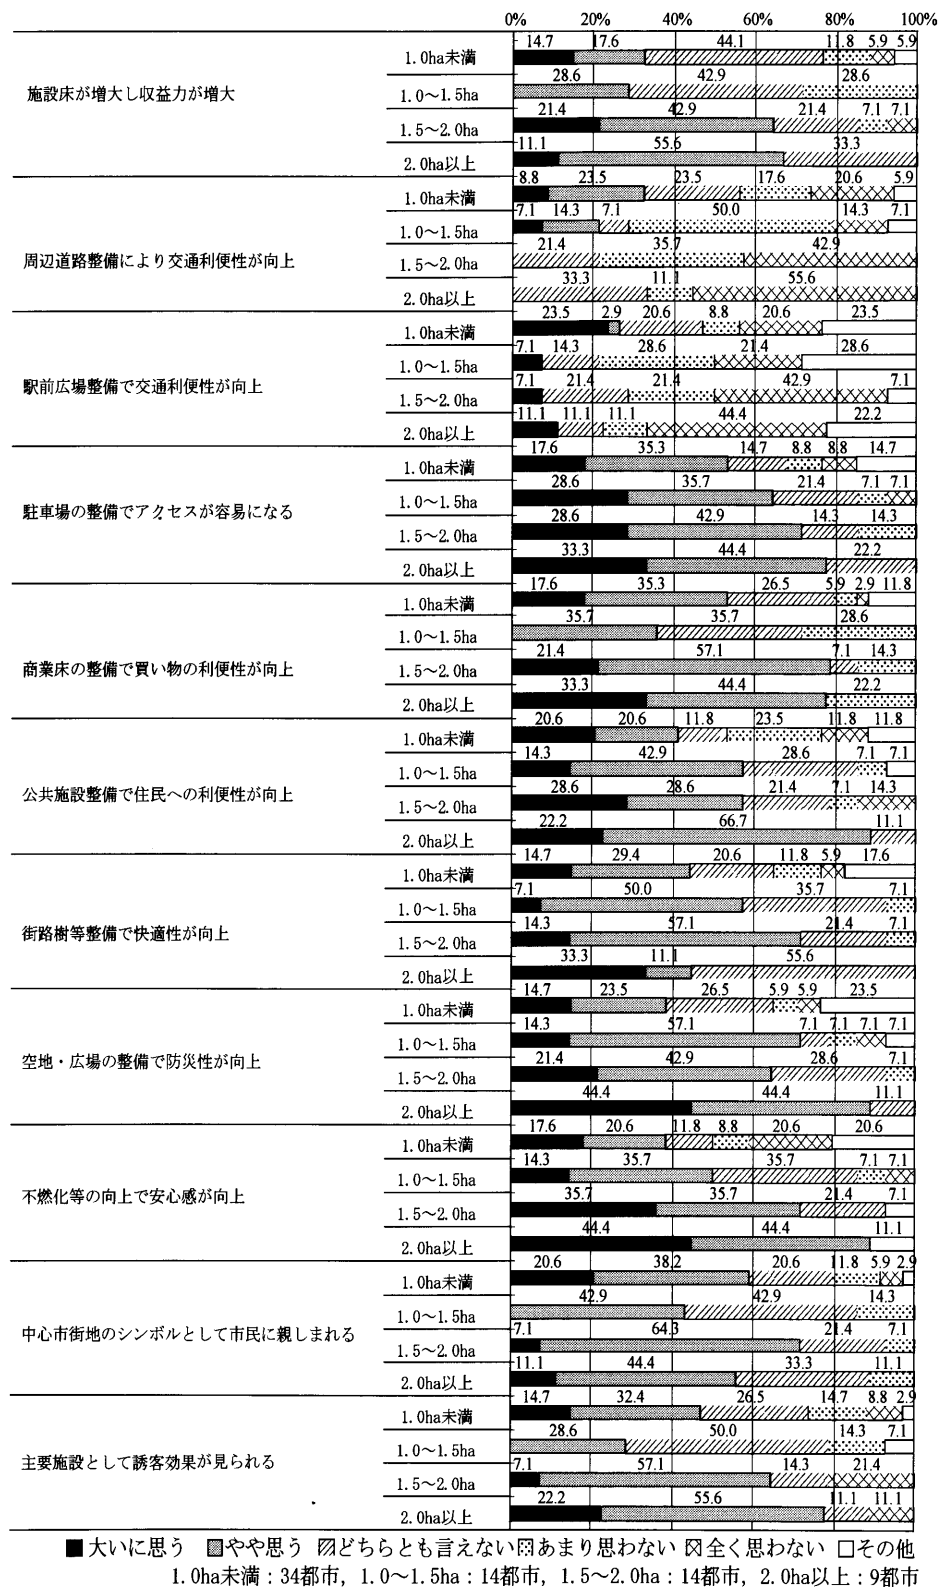 0% 20% 40% 60% 80% 100%
施設床が増大し収益力が増大
1.0ha未満 14.7 17.6 44.1 11.8 5.9 5.9
1.0～1.5ha 28.6 42.9 28.6
1.5～2.0ha 21.4 42.9 21.4 7.1 7.1
2.0ha以上 11.1 55.6 33.3
周辺道路整備により交通利便性が向上
1.0ha未満 8.8 23.5 23.5 17.6 20.6 5.9
1.0～1.5ha 7.1 14.3 7.1 50.0 14.3 7.1
1.5～2.0ha 21.4 35.7 42.9
2.0ha以上 33.3 11.1 55.6
駅前広場整備で交通利便性が向上
1.0ha未満 23.5 2.9 20.6 8.8 20.6 23.5
1.0～1.5ha 7.1 14.3 28.6 21.4 28.6
1.5～2.0ha 7.1 21.4 21.4 42.9 7.1
2.0ha以上 11.1 11.1 11.1 44.4 22.2
駐車場の整備でアクセスが容易になる
1.0ha未満 17.6 35.3 14.7 8.8 8.8 14.7
1.0～1.5ha 28.6 35.7 21.4 7.1 7.1
1.5～2.0ha 28.6 42.9 14.3 14.3
2.0ha以上 33.3 44.4 22.2
商業床の整備で買い物の利便性が向上
1.0ha未満 17.6 35.3 26.5 5.9 2.9 11.8
1.0～1.5ha 35.7 35.7 28.6
1.5～2.0ha 21.4 57.1 7.1 14.3
2.0ha以上 33.3 44.4 22.2
公共施設整備で住民への利便性が向上
1.0ha未満 20.6 20.6 11.8 23.5 11.8 11.8
1.0～1.5ha 14.3 42.9 28.6 7.1 7.1
1.5～2.0ha 28.6 28.6 21.4 7.1 14.3
2.0ha以上 22.2 66.7 11.1
街路樹等整備で快適性が向上
1.0ha未満 14.7 29.4 20.6 11.8 5.9 17.6
1.0～1.5ha 7.1 50.0 35.7 7.1
1.5～2.0ha 14.3 57.1 21.4 7.1
2.0ha以上 33.3 11.1 55.6
空地・広場の整備で防災性が向上
1.0ha未満 14.7 23.5 26.5 5.9 5.9 23.5
1.0～1.5ha 14.3 57.1 7.1 7.1 7.1 7.1
1.5～2.0ha 21.4 42.9 28.6 7.1
2.0ha以上 44.4 44.4 11.1
不燃化等の向上で安心感が向上
1.0ha未満 17.6 20.6 11.8 8.8 20.6 20.6
1.0～1.5ha 14.3 35.7 35.7 7.1 7.1
1.5～2.0ha 35.7 35.7 21.4 7.1
2.0ha以上 44.4 44.4 11.1
中心市街地のシンボルとして市民に親しまれる
1.0ha未満 20.6 38.2 20.6 11.8 5.9 2.9
1.0～1.5ha 42.9 42.9 14.3
1.5～2.0ha 7.1 64.3 21.4 7.1
2.0ha以上 11.1 44.4 33.3 11.1
主要施設として誘客効果が見られる
1.0ha未満 14.7 32.4 26.5 14.7 8.8 2.9
1.0～1.5ha 28.6 50.0 14.3 7.1
1.5～2.0ha 7.1 57.1 14.3 21.4
2.0ha以上 22.2 55.6 11.1 11.1
大いに思う やや思う どちらとも言えない あまり思わない 全く思わない その他
1.0ha未満：34都市，1.0～1.5ha：14都市，1.5～2.0ha：14都市，2.0ha以上：9都市